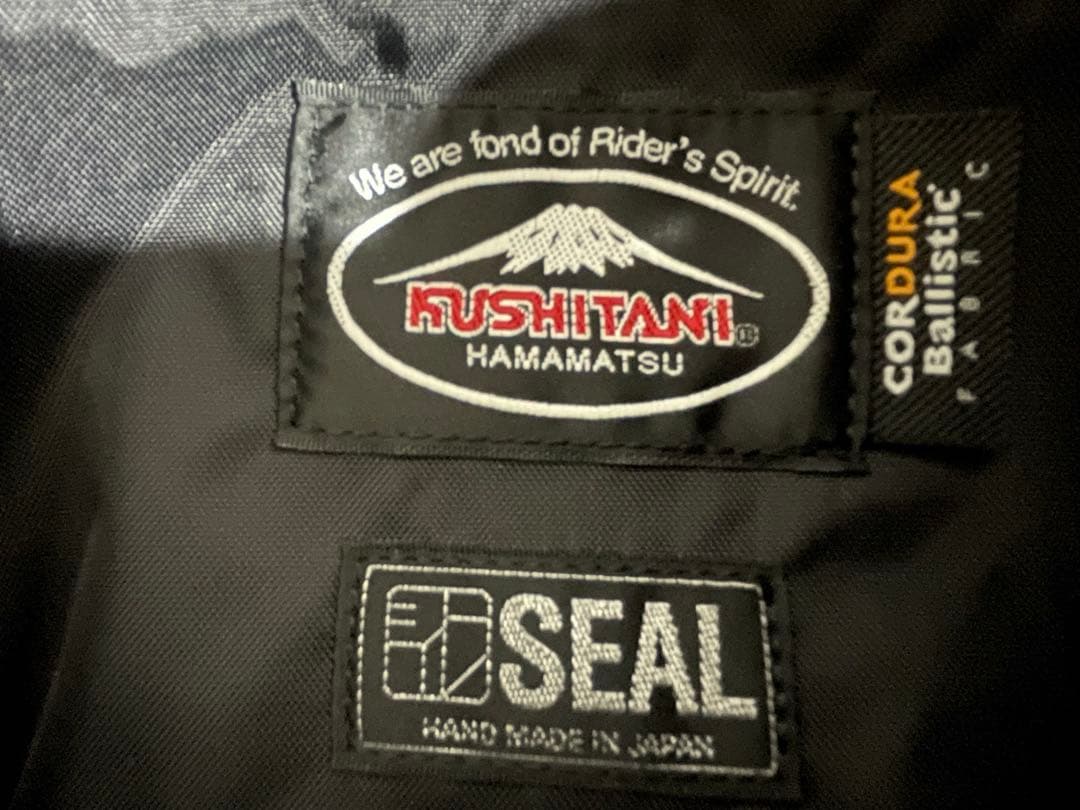 We are fond of Rider's Spirit.
KUSHITANI®
HAMAMATSU
CORDURA
Ballistic
FABRIC
SEAL
HAND MADE IN JAPAN